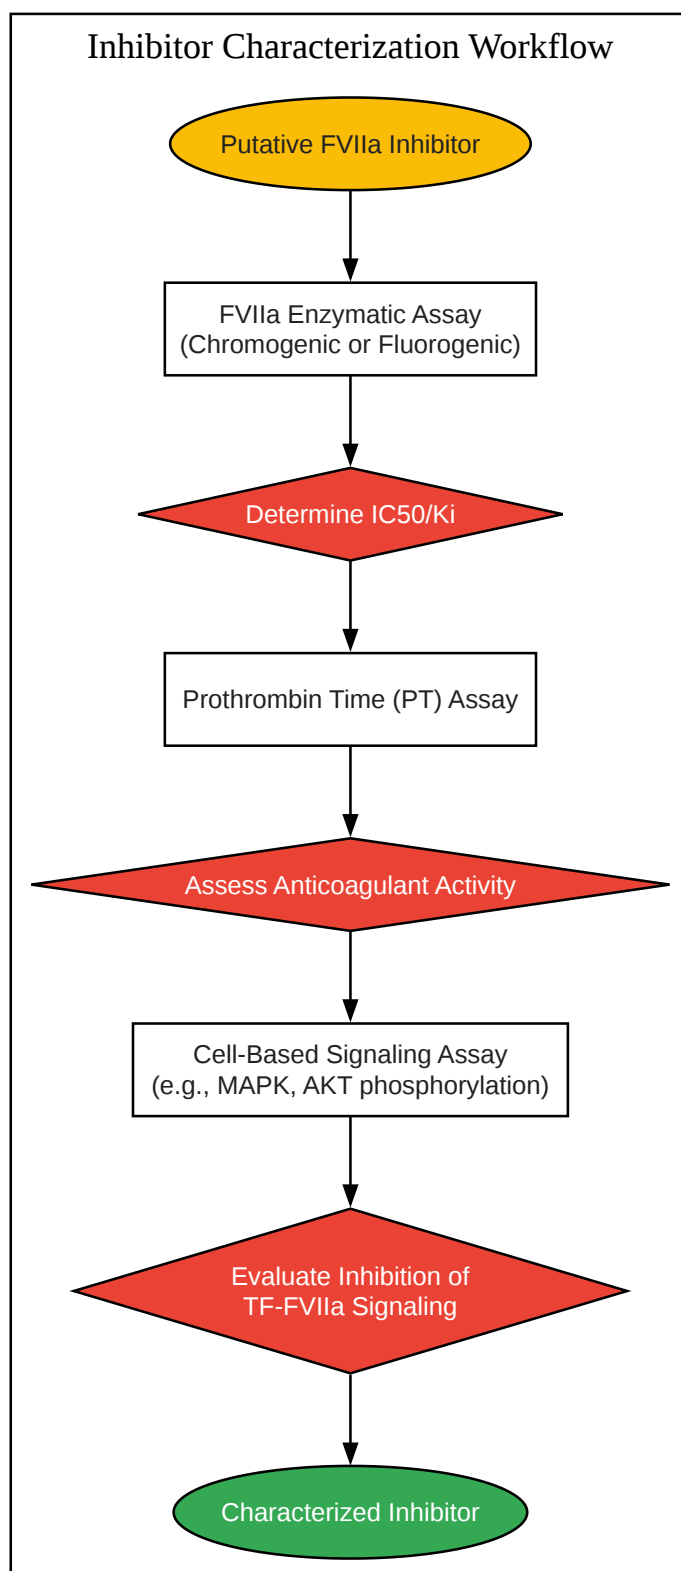 Inhibitor Characterization Workflow
Putative FVIIa Inhibitor
FVIIa Enzymatic Assay
(Chromogenic or Fluorogenic)
Determine IC50/Ki
Prothrombin Time (PT) Assay
Assess Anticoagulant Activity
Cell-Based Signaling Assay
(e.g., MAPK, AKT phosphorylation)
Evaluate Inhibition of
TF-FVIIa Signaling
Characterized Inhibitor